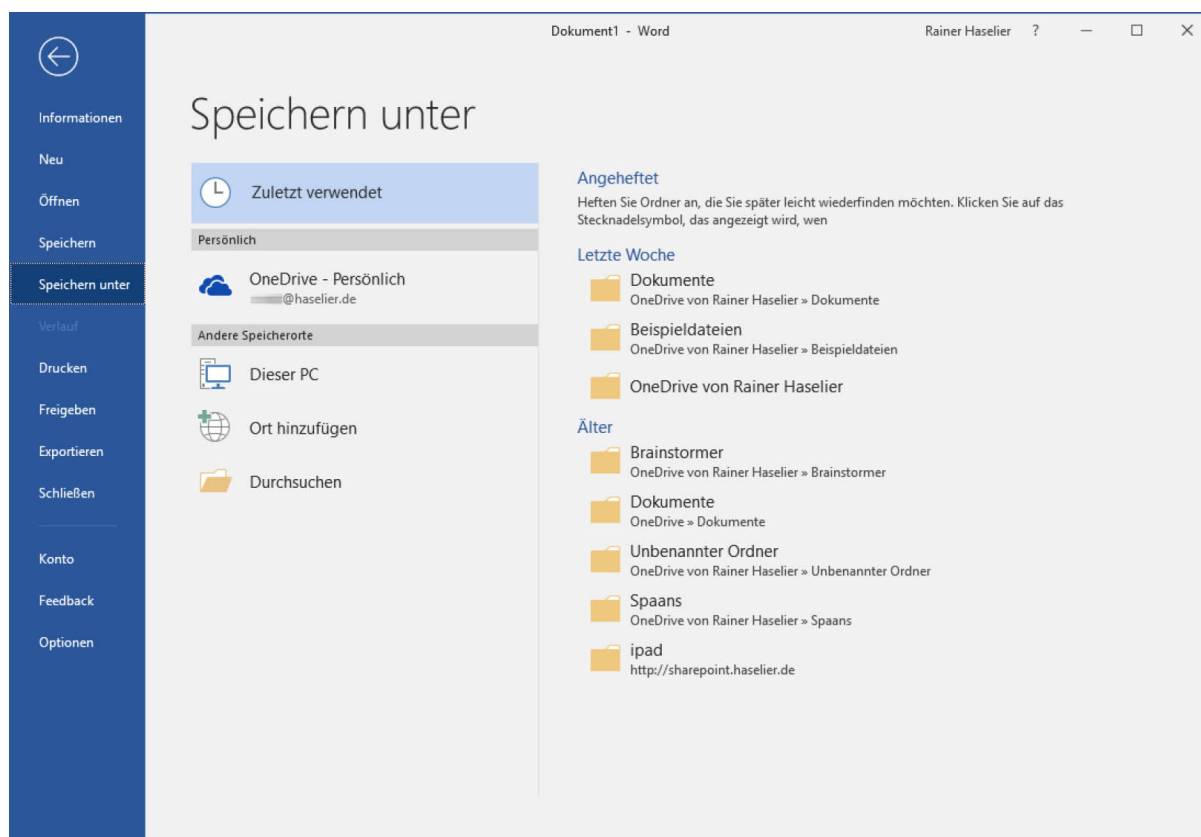 Dokument1 - Word
Rainer Haselier
?
Informationen
Neu
Öffnen
Speichern
Speichern unter
Verlauf
Drucken
Freigeben
Exportieren
Schließen
Konto
Feedback
Optionen
Speichern unter
Zuletzt verwendet
Persönlich
OneDrive - Persönlich
@haselier.de
Andere Speicherorte
Dieser PC
Ort hinzufügen
Durchsuchen
Angeheftet
Heften Sie Ordner an, die Sie später leicht wiederfinden möchten. Klicken Sie auf das
Stecknadelsymbol, das angezeigt wird, wen
Letzte Woche
Dokumente
OneDrive von Rainer Haselier » Dokumente
Beispieldateien
OneDrive von Rainer Haselier » Beispieldateien
OneDrive von Rainer Haselier
Älter
Brainstormer
OneDrive von Rainer Haselier » Brainstormer
Dokumente
OneDrive » Dokumente
Unbenannter Ordner
OneDrive von Rainer Haselier » Unbenannter Ordner
Spaans
OneDrive von Rainer Haselier » Spaans
ipad
http://sharepoint.haselier.de